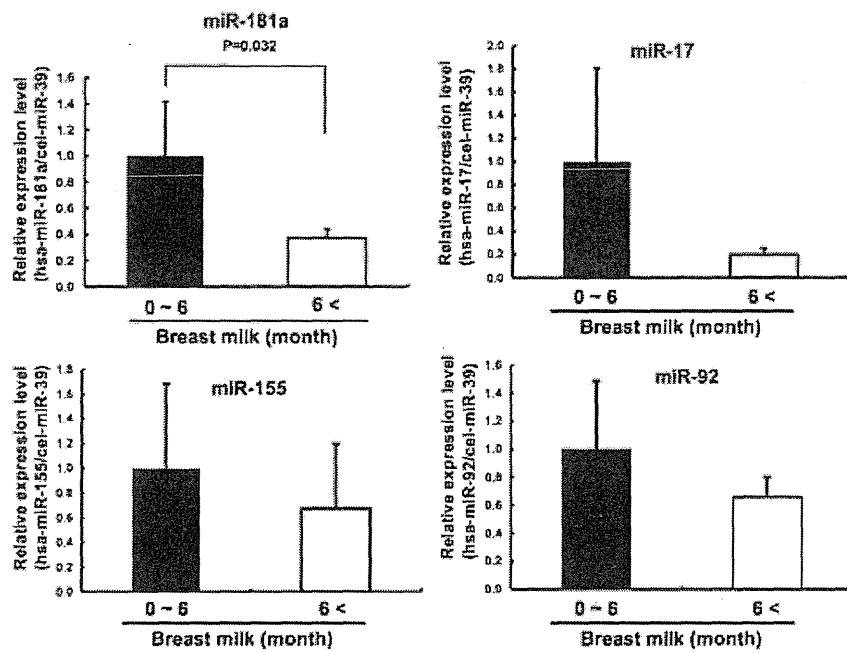 miR-181a
P=0.032
Relative expression level
(hsa-miR-181a/cel-miR-39)
1.6
1.4
1.2
1.0
0.8
0.6
0.4
0.2
0.0
0 ~ 6
6 <
Breast milk (month)
miR-17
Relative expression level
(hsa-miR-17/cel-miR-39)
2.0
1.8
1.6
1.4
1.2
1.0
0.8
0.6
0.4
0.2
0.0
0 ~ 6
6 <
Breast milk (month)
miR-155
Relative expression level
(hsa-miR-155/cel-miR-39)
1.8
1.6
1.4
1.2
1.0
0.8
0.6
0.4
0.2
0.0
0 ~ 6
6 <
Breast milk (month)
miR-92
Relative expression level
(hsa-miR-92/cel-miR-39)
1.6
1.4
1.2
1.0
0.8
0.6
0.4
0.2
0.0
0 ~ 6
6 <
Breast milk (month)